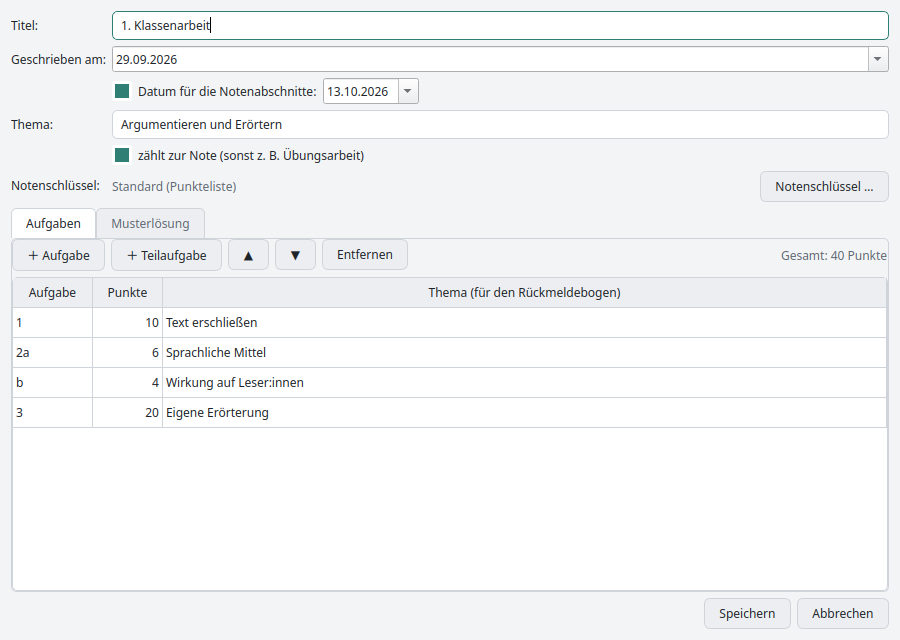 Titel: 1. Klassenarbeit
Geschrieben am: 29.09.2026
Datum für die Notenabschnitte: 13.10.2026
Thema: Argumentieren und Erörtern
zählt zur Note (sonst z. B. Übungsarbeit)
Notenschlüssel: Standard (Punkteliste) Notenschlüssel ...
Aufgaben Musterlösung
+ Aufgabe + Teilaufgabe ▲ ▼ Entfernen Gesamt: 40 Punkte
Aufgabe Punkte Thema (für den Rückmeldebogen)
1 10 Text erschließen
2a 6 Sprachliche Mittel
b 4 Wirkung auf Leser:innen
3 20 Eigene Erörterung
Speichern Abbrechen